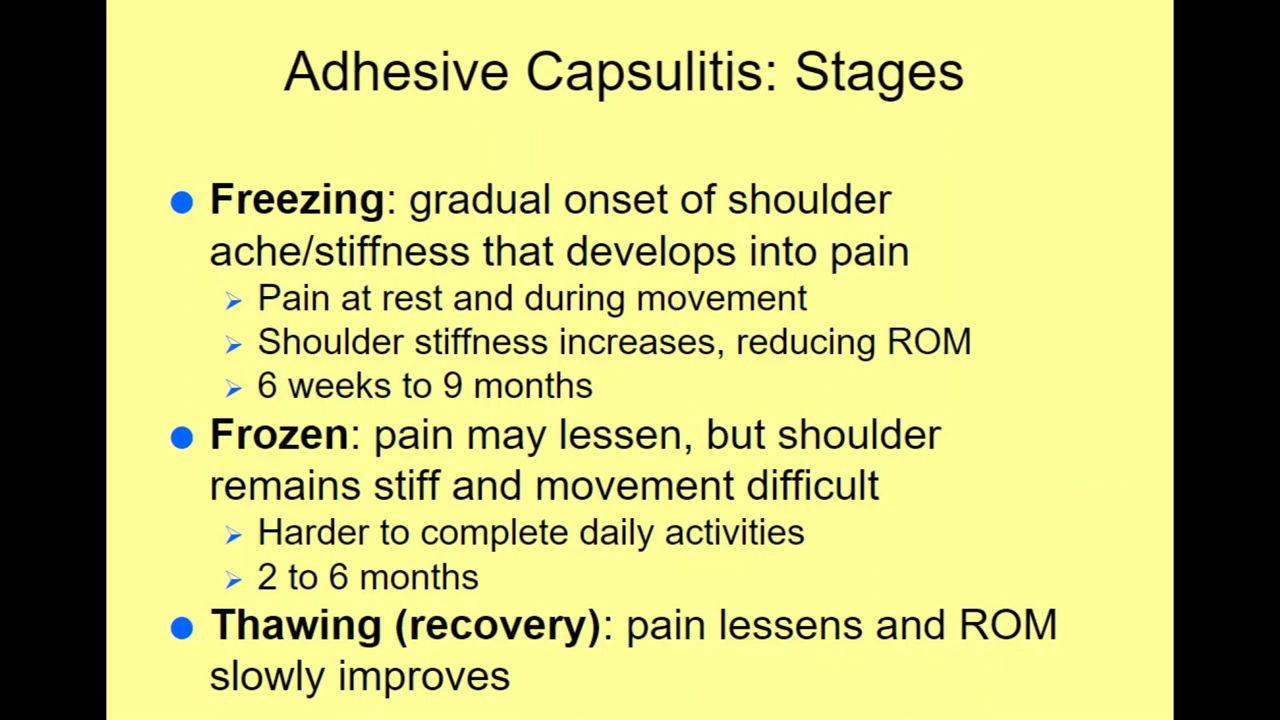 Adhesive Capsulitis: Stages
Freezing: gradual onset of shoulder
ache/stiffness that develops into pain
Pain at rest and during movement
Shoulder stiffness increases, reducing ROM
6 weeks to 9 months
Frozen: pain may lessen, but shoulder
remains stiff and movement difficult
Harder to complete daily activities
2 to 6 months
Thawing (recovery): pain lessens and ROM
slowly improves